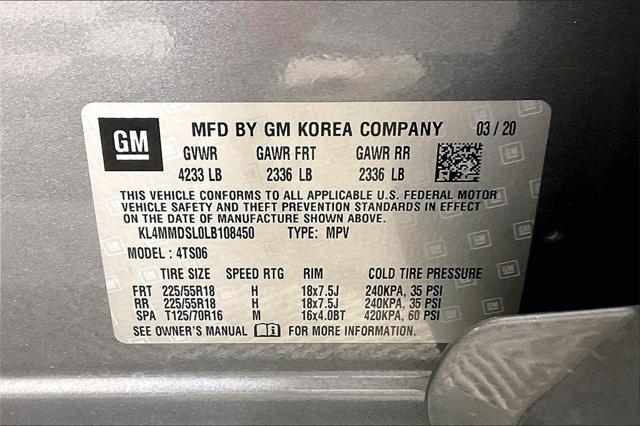 GM
MFD BY GM KOREA COMPANY 03 / 20
GVWR GAWR FRT GAWR RR
4233 LB 2336 LB 2336 LB
THIS VEHICLE CONFORMS TO ALL APPLICABLE U.S. FEDERAL MOTOR
VEHICLE SAFETY AND THEFT PREVENTION STANDARDS IN EFFECT
ON THE DATE OF MANUFACTURE SHOWN ABOVE.
KL4MMDSL0LB108450 TYPE: MPV
MODEL : 4TS06
TIRE SIZE SPEED RTG RIM COLD TIRE PRESSURE
FRT 225/55R18 H 18x7.5J 240KPA, 35 PSI
RR 225/55R18 H 18x7.5J 240KPA, 35 PSI
SPA T125/70R16 M 16x4.0BT 420KPA, 60 PSI
SEE OWNER'S MANUAL FOR MORE INFORMATION.